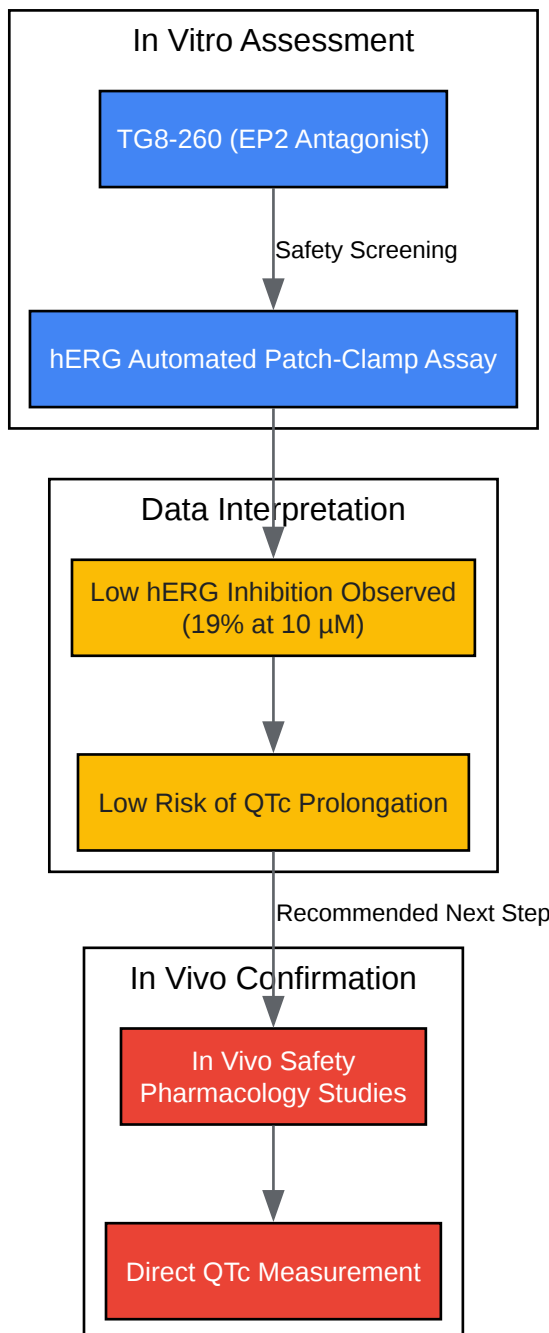 In Vitro Assessment
TG8-260 (EP2 Antagonist)
Safety Screening
hERG Automated Patch-Clamp Assay
Data Interpretation
Low hERG Inhibition Observed
(19% at 10 µM)
Low Risk of QTc Prolongation
Recommended Next Step
In Vivo Confirmation
In Vivo Safety
Pharmacology Studies
Direct QTc Measurement